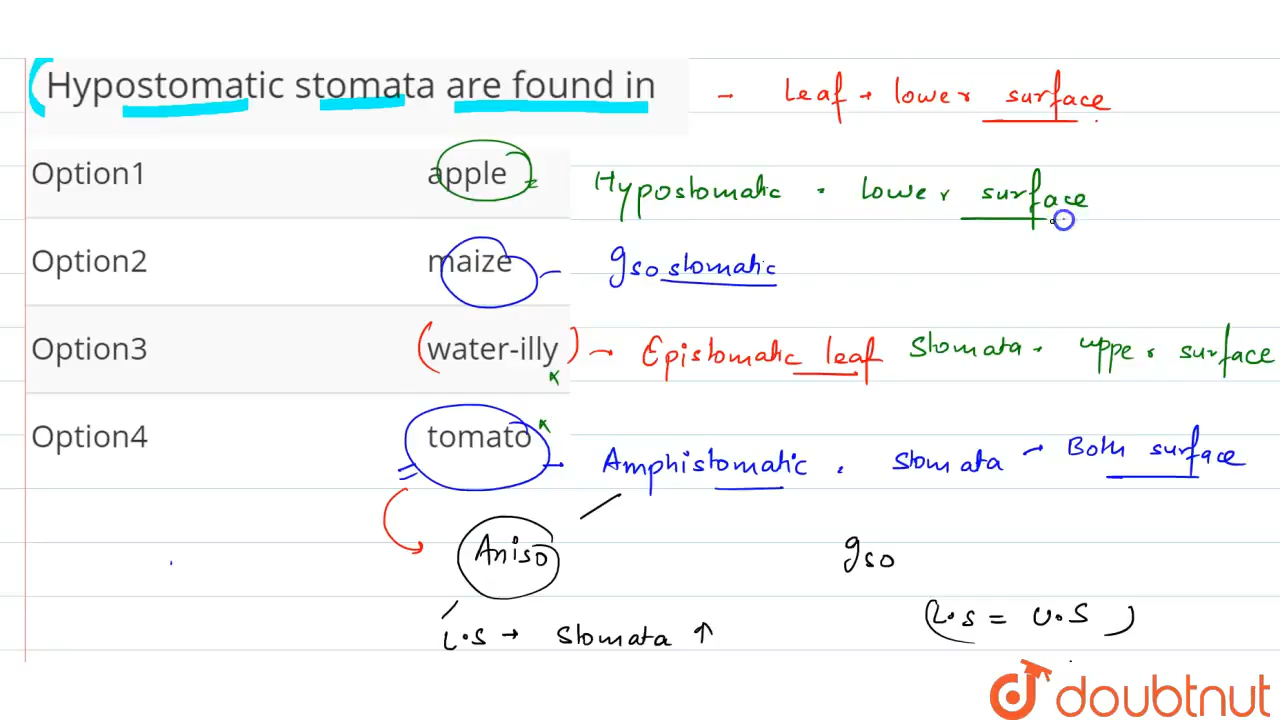 Hypostomatic stomata are found in - Leaf → lower surface
Option1 apple = Hypostomatic • lower surface
Option2 maize - Isostomatic
Option3 (water-illy) → Epistomatic leaf Stomata • upper surface
Option4 tomato → Amphistomatic • Stomata → Both surface
Aniso Iso
L.S → Stomata ↑ (L.S = U.S)
doubtnut